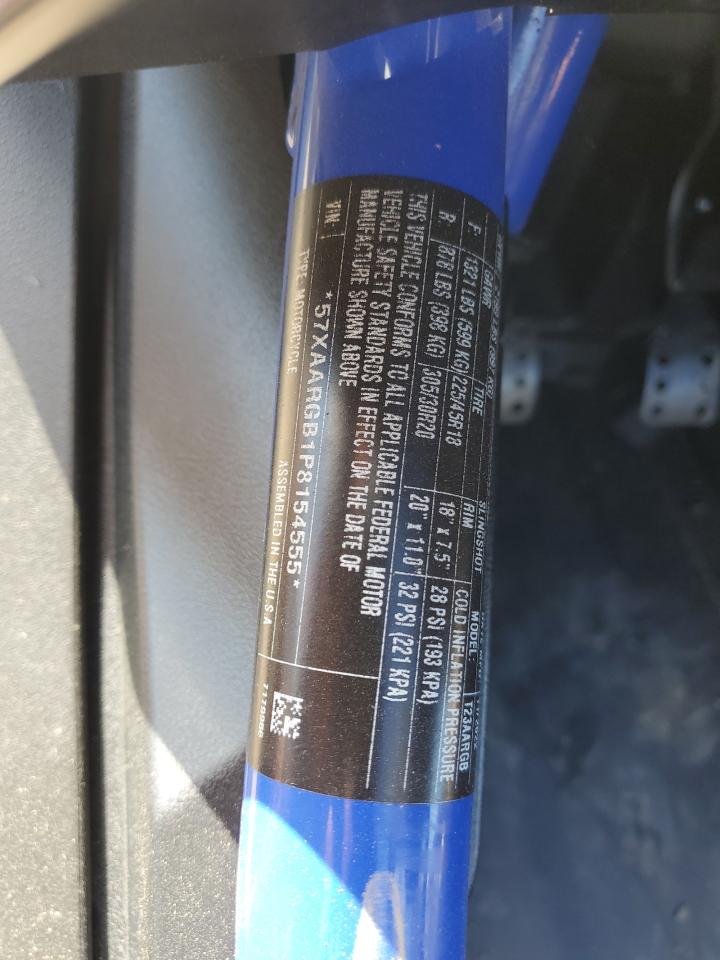 SLINGSHOT MODEL: T23AARGB
GAWR TIRE RIM COLD INFLATION PRESSURE
F: 1321 LBS (599 KG) 225/45R18 18" x 7.5" 28 PSI (193 KPA)
R: 878 LBS (398 KG) 305/30R20 20" x 11.0" 32 PSI (221 KPA)
THIS VEHICLE CONFORMS TO ALL APPLICABLE FEDERAL MOTOR
VEHICLE SAFETY STANDARDS IN EFFECT ON THE DATE OF
MANUFACTURE SHOWN ABOVE
VIN: *57XAARGB1P8154555*
TYPE: MOTORCYCLE ASSEMBLED IN THE U.S.A